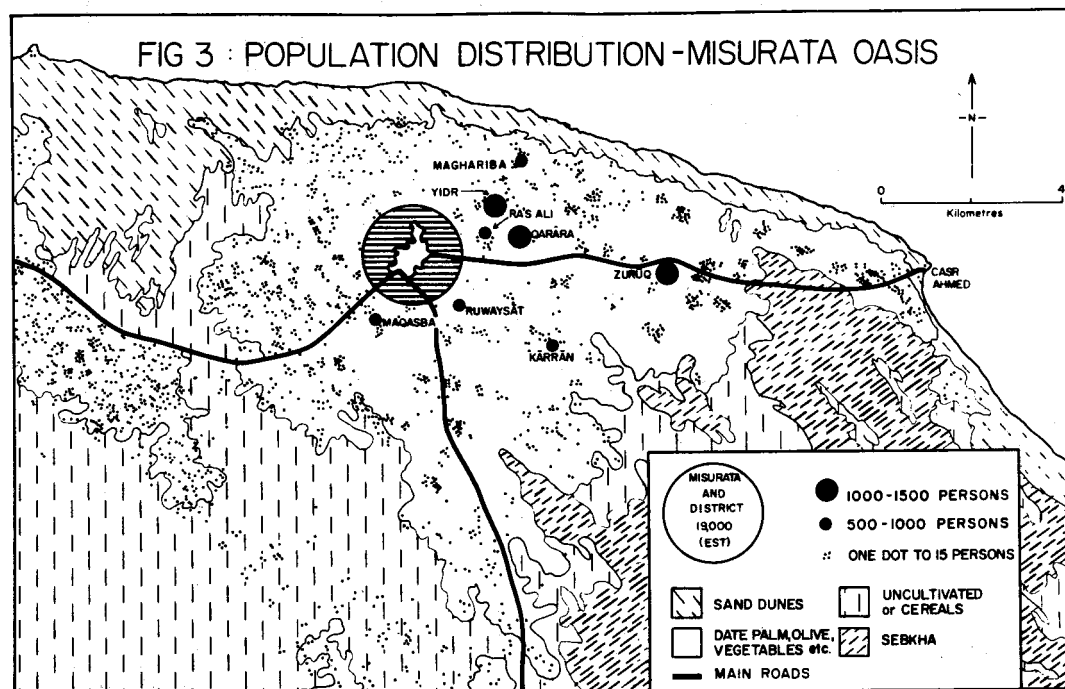 FIG 3 : POPULATION DISTRIBUTION-MISURATA OASIS
-N-
MAGHARIBA
YIDR
RA'S ALI
QARARA
0 4
Kilometres
ZURUQ
CASR
AHMED
RUWAYSAT
MAQASBA
KARRĀN
MISURATA
AND
DISTRICT
19,000
(EST)
1000-1500 PERSONS
500-1000 PERSONS
ONE DOT TO 15 PERSONS
SAND DUNES
UNCULTIVATED
or CEREALS
DATE PALM, OLIVE,
VEGETABLES etc.
SEBKHA
MAIN ROADS